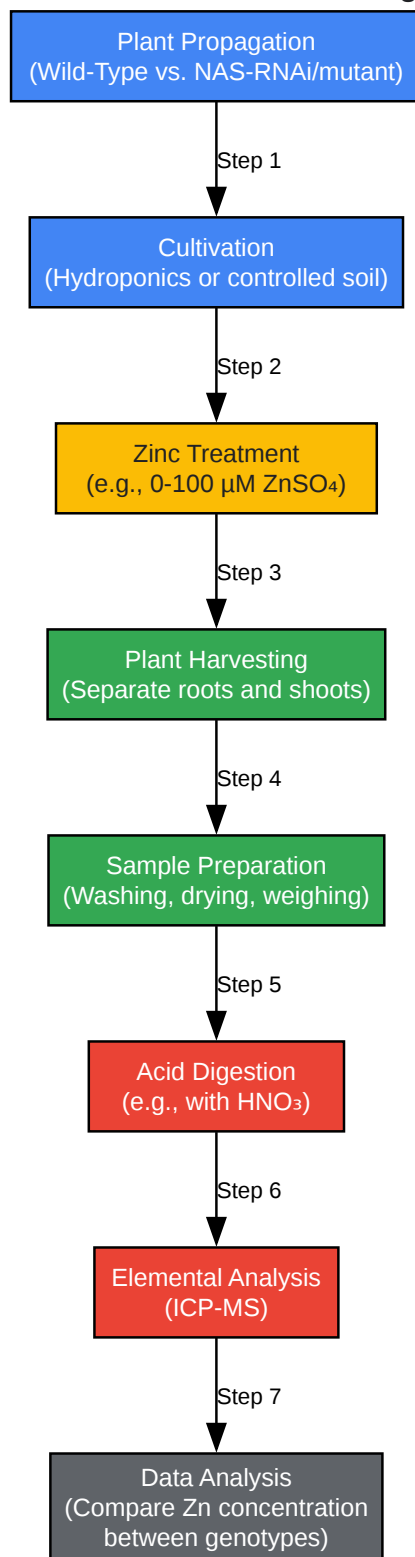 Plant Propagation
(Wild-Type vs. NAS-RNAi/mutant)
Step 1
Cultivation
(Hydroponics or controlled soil)
Step 2
Zinc Treatment
(e.g., 0-100 µM ZnSO₄)
Step 3
Plant Harvesting
(Separate roots and shoots)
Step 4
Sample Preparation
(Washing, drying, weighing)
Step 5
Acid Digestion
(e.g., with HNO₃)
Step 6
Elemental Analysis
(ICP-MS)
Step 7
Data Analysis
(Compare Zn concentration
between genotypes)